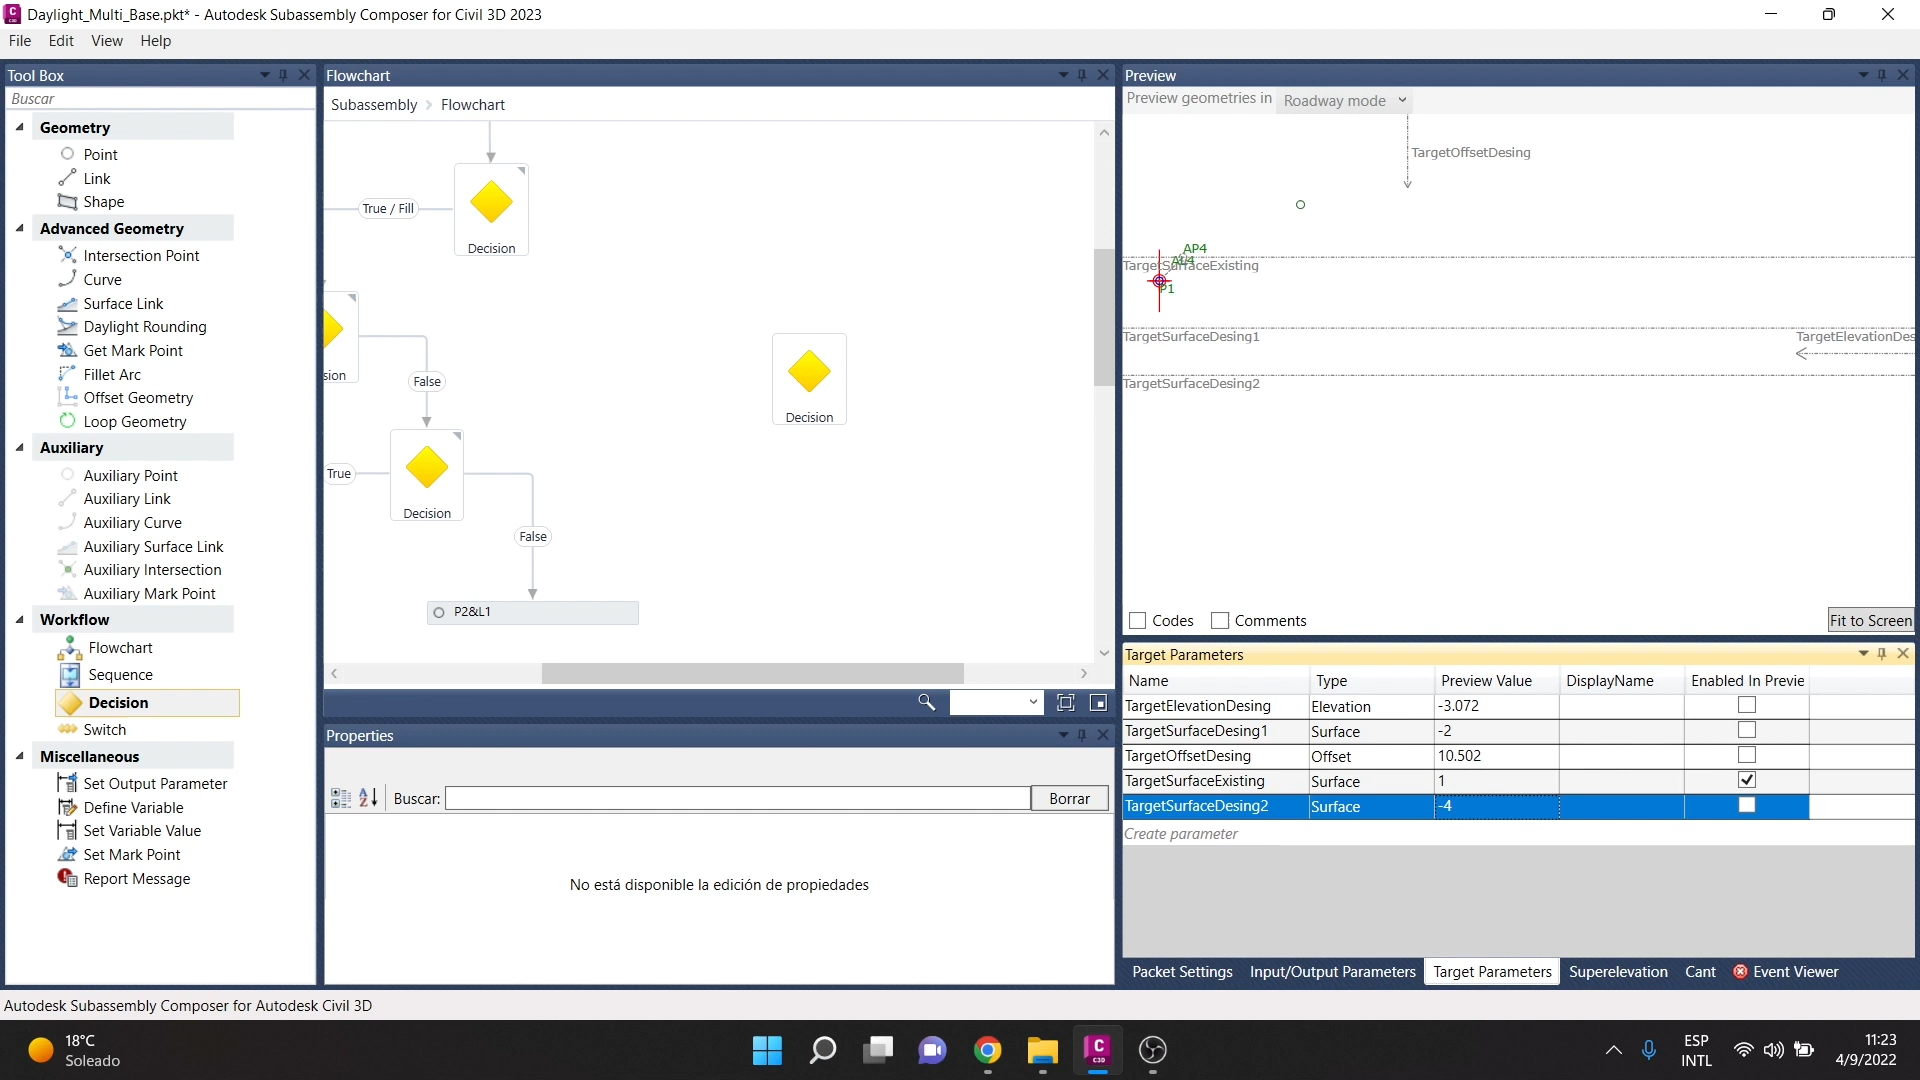 Daylight_Multi_Base.pkt* - Autodesk Subassembly Composer for Civil 3D 2023
File Edit View Help
Tool Box
Buscar
Geometry
Point
Link
Shape
Advanced Geometry
Intersection Point
Curve
Surface Link
Daylight Rounding
Get Mark Point
Fillet Arc
Offset Geometry
Loop Geometry
Auxiliary
Auxiliary Point
Auxiliary Link
Auxiliary Curve
Auxiliary Surface Link
Auxiliary Intersection
Auxiliary Mark Point
Workflow
Flowchart
Sequence
Decision
Switch
Miscellaneous
Set Output Parameter
Define Variable
Set Variable Value
Set Mark Point
Report Message
Flowchart
Subassembly > Flowchart
True / Fill
Decision
sion
False
Decision
True
Decision
False
P2&L1
Properties
Buscar:
Borrar
No está disponible la edición de propiedades
Preview
Preview geometries in Roadway mode
TargetOffsetDesing
AP4
TargetSurfaceExisting
P1
TargetSurfaceDesing1
TargetElevationDes
TargetSurfaceDesing2
Codes Comments
Fit to Screen
Target Parameters
Name Type Preview Value DisplayName Enabled In Previe
TargetElevationDesing Elevation -3.072
TargetSurfaceDesing1 Surface -2
TargetOffsetDesing Offset 10.502
TargetSurfaceExisting Surface 1
TargetSurfaceDesing2 Surface -4
Create parameter
Packet Settings Input/Output Parameters Target Parameters Superelevation Cant Event Viewer
Autodesk Subassembly Composer for Autodesk Civil 3D
18°C
Soleado
C
C3D
ESP
INTL
11:23
4/9/2022